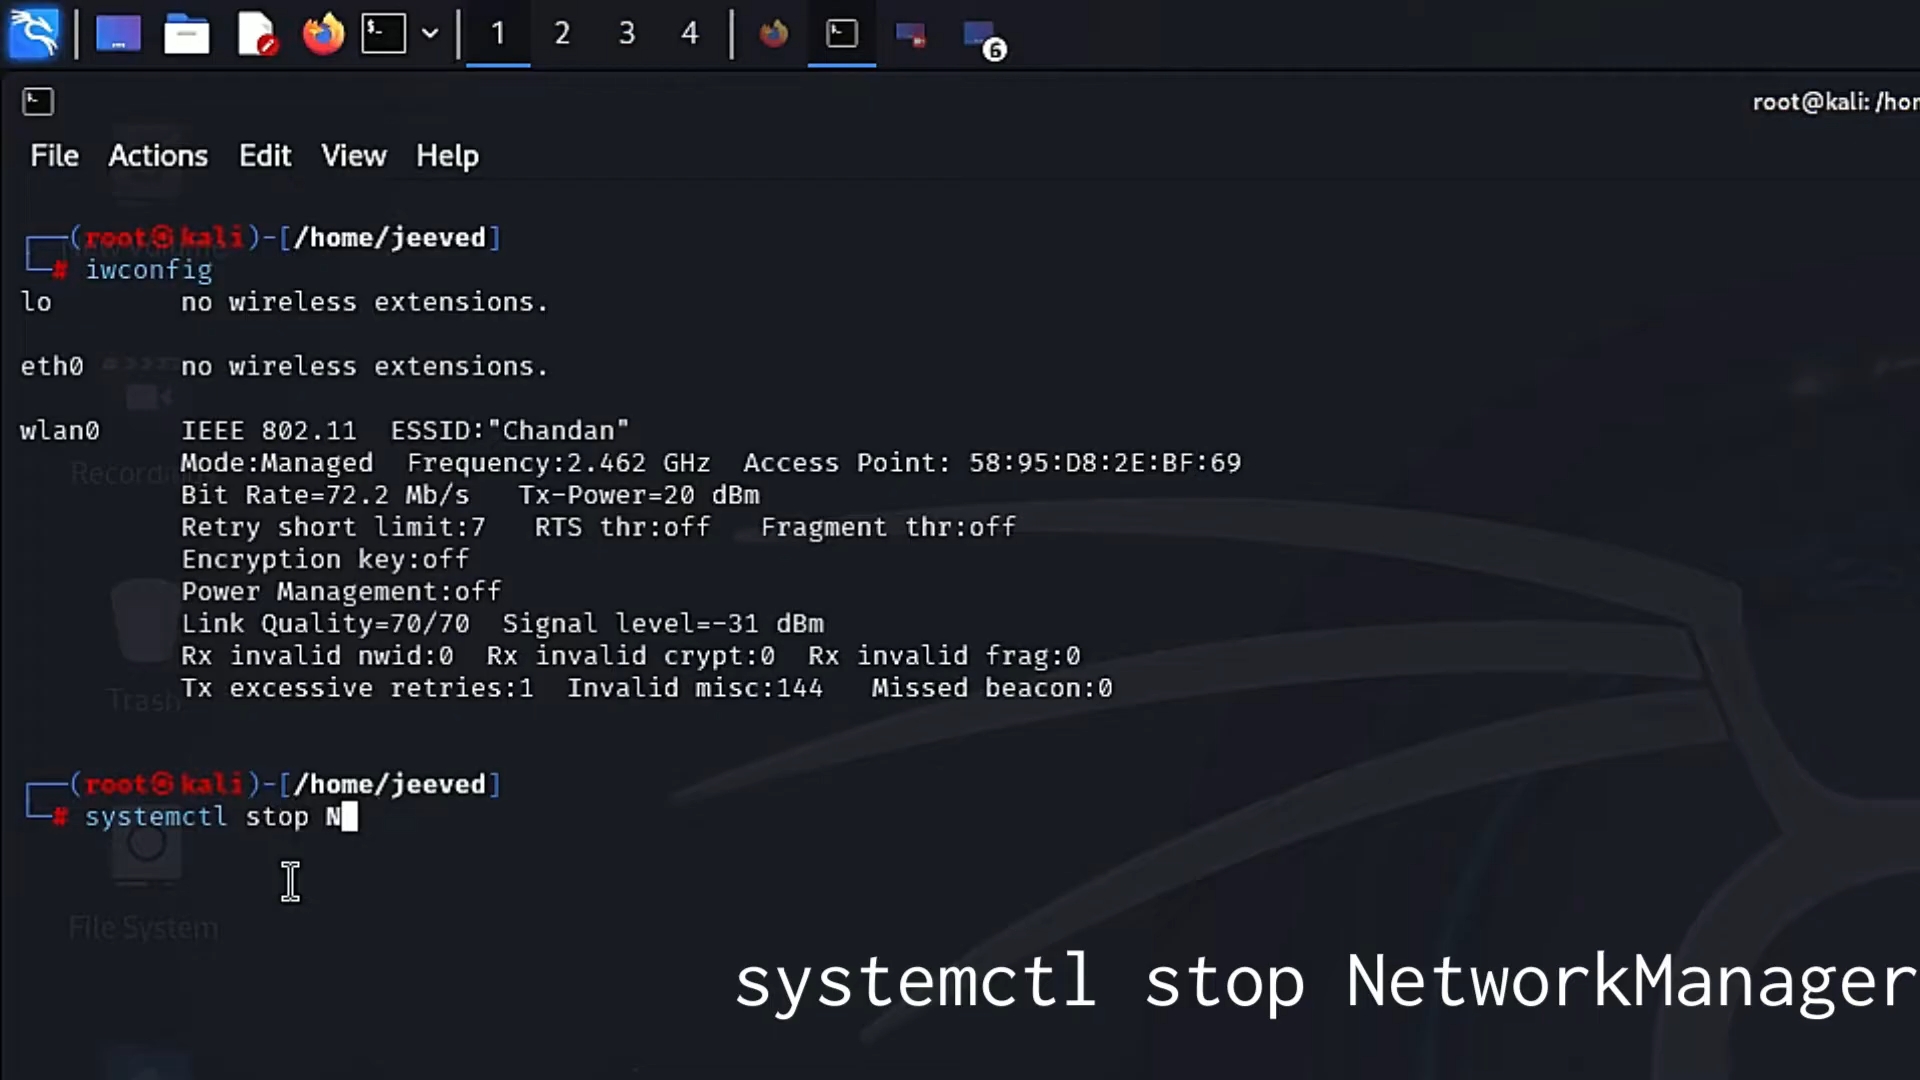 1 2 3 4 6
root@kali: /hom
File Actions Edit View Help
(root㉿kali)-[/home/jeeved]
# iwconfig
lo no wireless extensions.
eth0 no wireless extensions.
wlan0 IEEE 802.11 ESSID:"Chandan"
Mode:Managed Frequency:2.462 GHz Access Point: 58:95:D8:2E:BF:69
Bit Rate=72.2 Mb/s Tx-Power=20 dBm
Retry short limit:7 RTS thr:off Fragment thr:off
Encryption key:off
Power Management:off
Link Quality=70/70 Signal level=-31 dBm
Rx invalid nwid:0 Rx invalid crypt:0 Rx invalid frag:0
Tx excessive retries:1 Invalid misc:144 Missed beacon:0
Trash
(root㉿kali)-[/home/jeeved]
# systemctl stop N
File System
systemctl stop NetworkManager